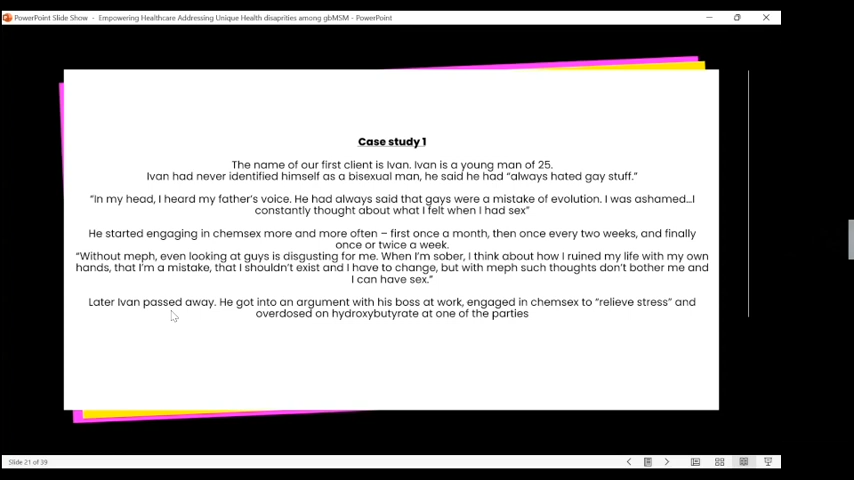 PowerPoint Slide Show - Empowering Healthcare Addressing Unique Health disaprities among gbMSM - PowerPoint
Case study 1
The name of our first client is Ivan. Ivan is a young man of 25.
Ivan had never identified himself as a bisexual man, he said he had “always hated gay stuff.”
“In my head, I heard my father’s voice. He had always said that gays were a mistake of evolution. I was ashamed…I
constantly thought about what I felt when I had sex”
He started engaging in chemsex more and more often – first once a month, then once every two weeks, and finally
once or twice a week.
“Without meph, even looking at guys is disgusting for me. When I’m sober, I think about how I ruined my life with my own
hands, that I’m a mistake, that I shouldn’t exist and I have to change, but with meph such thoughts don’t bother me and
I can have sex.”
Later Ivan passed away. He got into an argument with his boss at work, engaged in chemsex to “relieve stress” and
overdosed on hydroxybutyrate at one of the parties
Slide 21 of 39